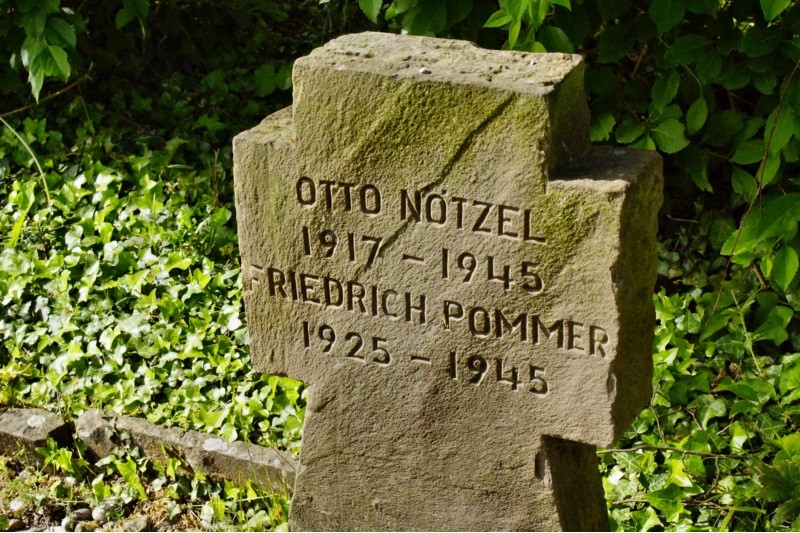 OTTO NÖTZEL
1917 – 1945
FRIEDRICH POMMER
1925 – 1945